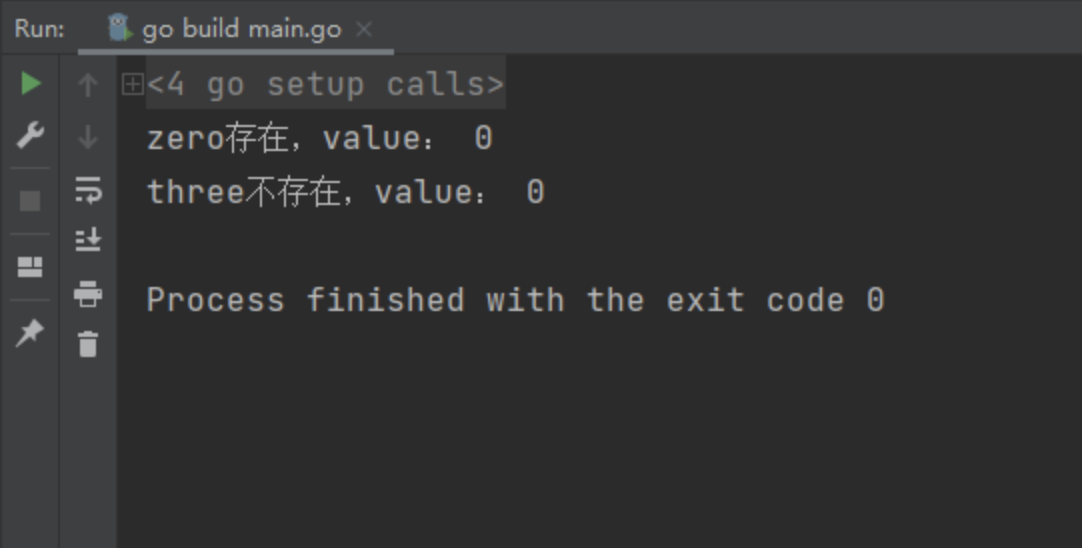 Run: go build main.go
<4 go setup calls>
zero存在，value： 0
three不存在，value： 0
Process finished with the exit code 0